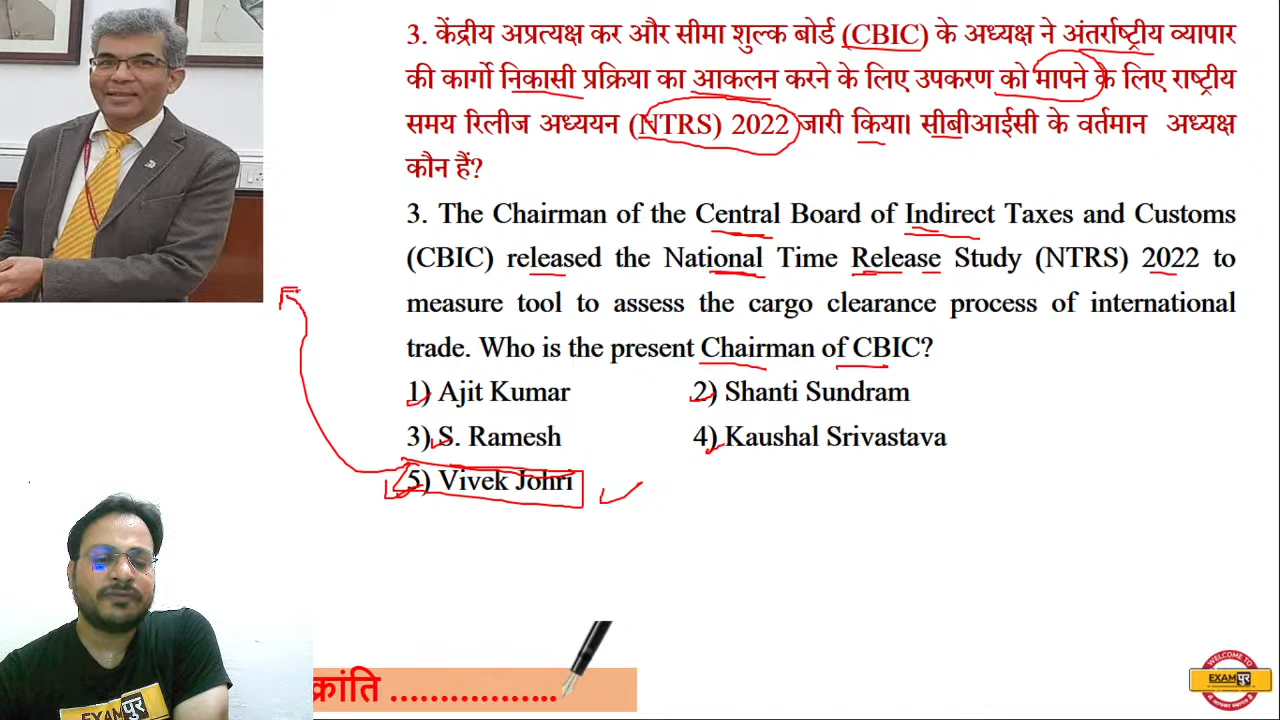 3. केंद्रीय अप्रत्यक्ष कर और सीमा शुल्क बोर्ड (CBIC) के अध्यक्ष ने अंतर्राष्ट्रीय व्यापार
की कार्गो निकासी प्रक्रिया का आकलन करने के लिए उपकरण को मापने के लिए राष्ट्रीय
समय रिलीज अध्ययन (NTRS) 2022 जारी किया। सीबीआईसी के वर्तमान अध्यक्ष
कौन हैं?
3. The Chairman of the Central Board of Indirect Taxes and Customs
(CBIC) released the National Time Release Study (NTRS) 2022 to
measure tool to assess the cargo clearance process of international
trade. Who is the present Chairman of CBIC?
1) Ajit Kumar 2) Shanti Sundram
3) S. Ramesh 4) Kaushal Srivastava
5) Vivek Johri
क्रांति .................
WELCOME TO
EXAMपुर
EXAMपुर